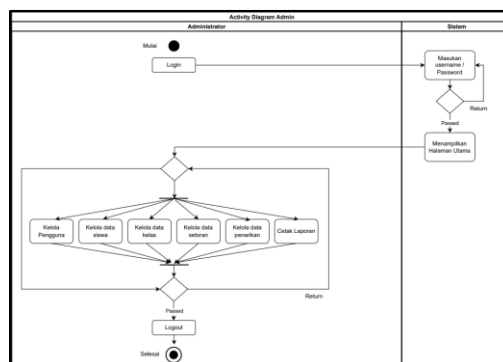 Activity Diagram Admin
Administrator
Sistem
Mulai
Login
Masukan
username /
Password
Return
Passed
Menampilkan
Halaman Utama
Kelola
Pengguna
Kelola data
siswa
Kelola data
kelas
Kelola data
setoran
Kelola data
penarikan
Cetak Laporan
Return
Passed
Logout
Selesai